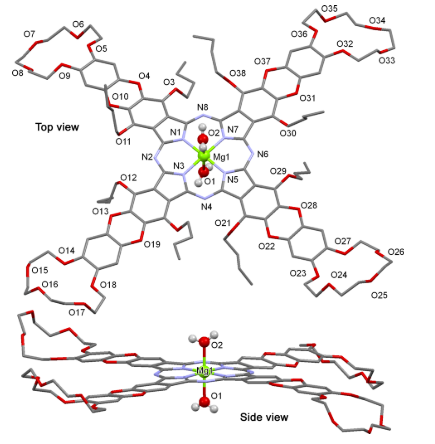 O35
O6
O7
O36
O34
O5
O32
O8
O9
O4
O37
O33
O38
O3
O10
O31
N8
O11
O30
Top view
N1
O2
N7
N2
Mg1
N6
N3
O29
O12
O1
N5
O13
N4
O21
O28
O14
O19
O22
O27
O26
O15
O23
O24
O16
O18
O25
O17
O2
Mg1
O1
Side view